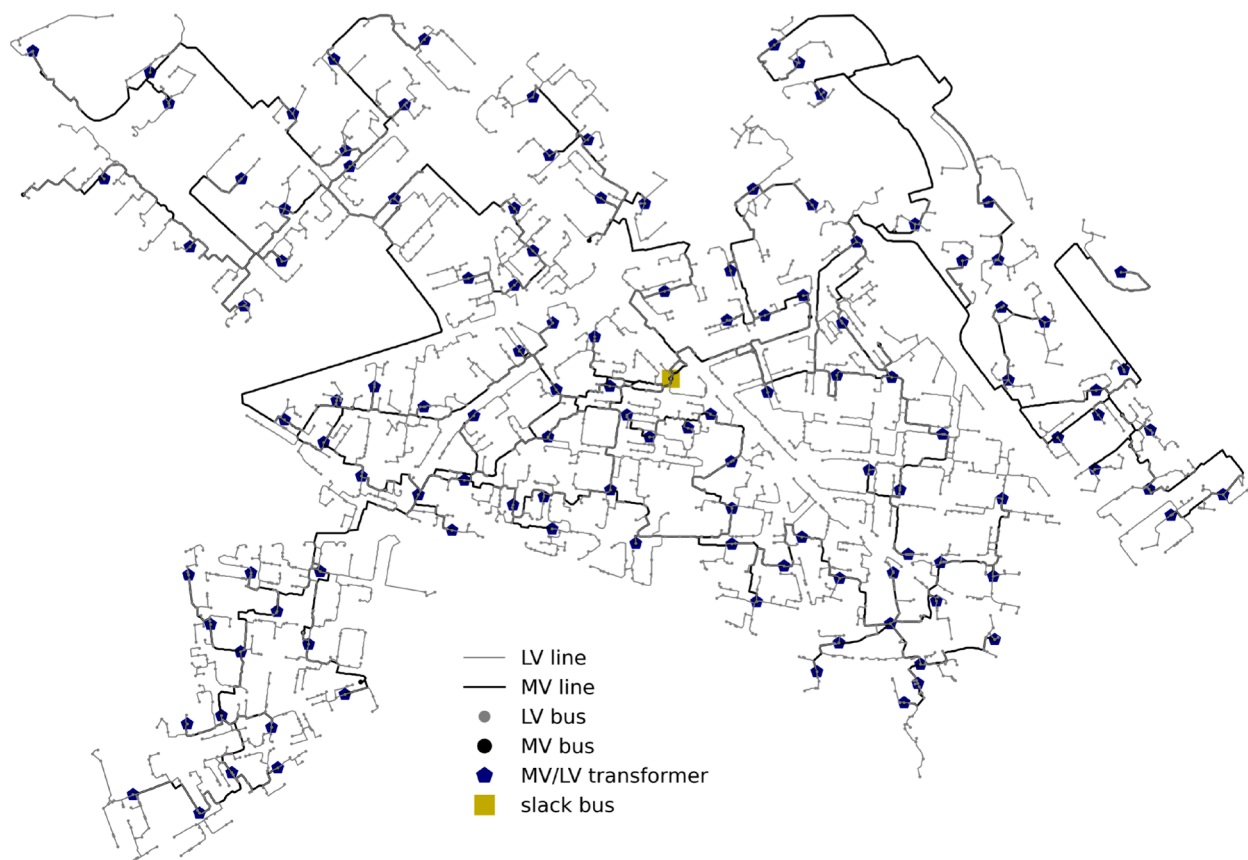 LV line
MV line
LV bus
MV bus
MV/LV transformer
slack bus